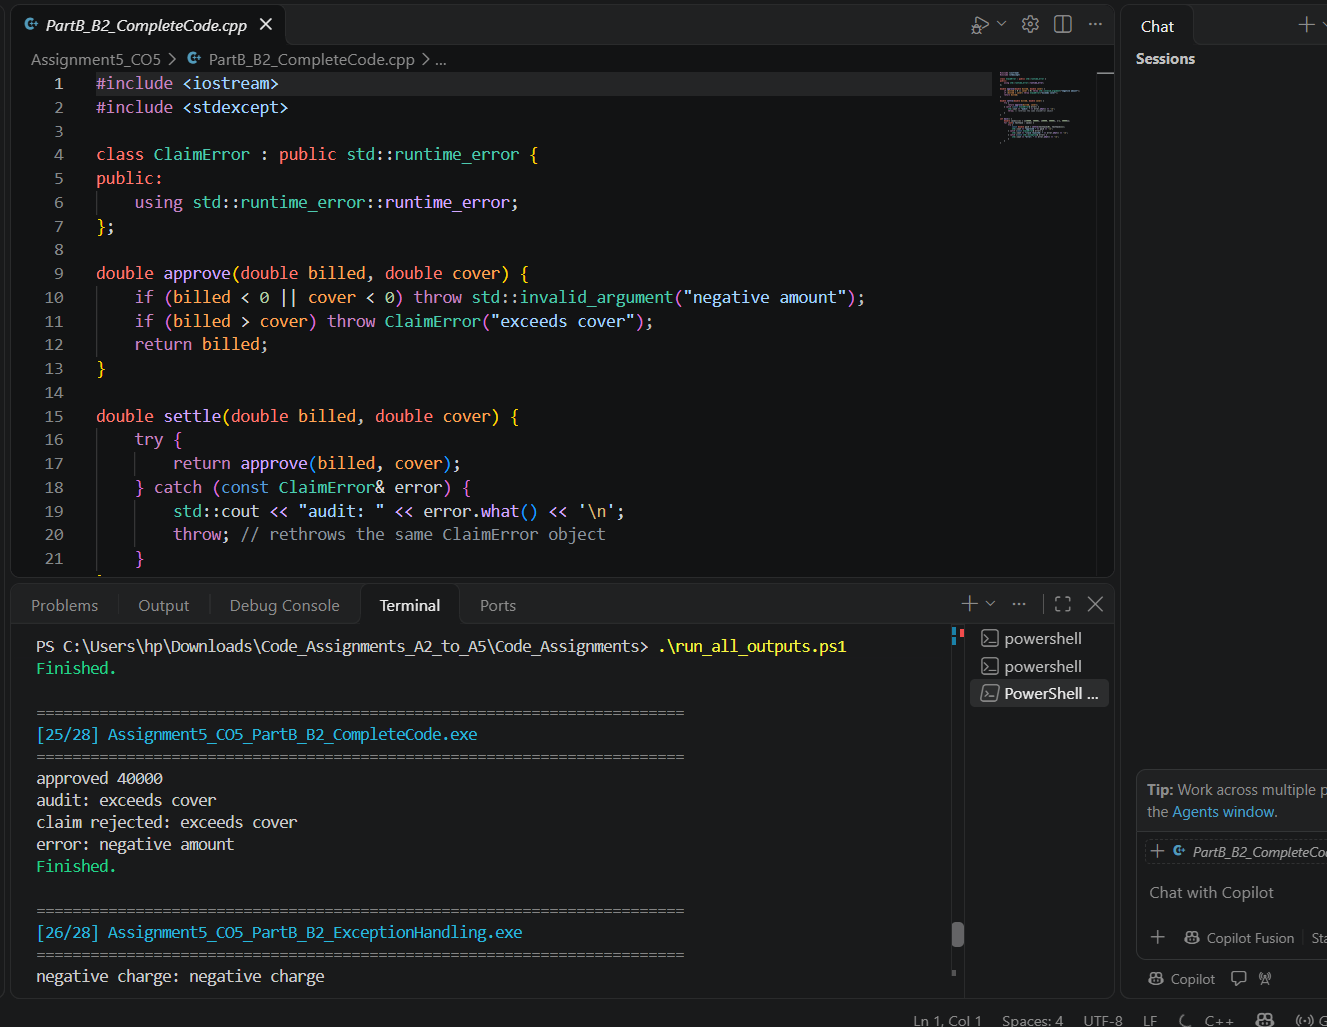 PartB_B2_CompleteCode.cpp
Assignment5_CO5 > PartB_B2_CompleteCode.cpp > ...
1 #include <iostream>
2 #include <stdexcept>
3
4 class ClaimError : public std::runtime_error {
5 public:
6 using std::runtime_error::runtime_error;
7 };
8
9 double approve(double billed, double cover) {
10 if (billed < 0 || cover < 0) throw std::invalid_argument("negative amount");
11 if (billed > cover) throw ClaimError("exceeds cover");
12 return billed;
13 }
14
15 double settle(double billed, double cover) {
16 try {
17 return approve(billed, cover);
18 } catch (const ClaimError& error) {
19 std::cout << "audit: " << error.what() << '\n';
20 throw; // rethrows the same ClaimError object
21 }
Problems Output Debug Console Terminal Ports
PS C:\Users\hp\Downloads\Code_Assignments_A2_to_A5\Code_Assignments> .\run_all_outputs.ps1
Finished.
========================================================================
[25/28] Assignment5_CO5_PartB_B2_CompleteCode.exe
========================================================================
approved 40000
audit: exceeds cover
claim rejected: exceeds cover
error: negative amount
Finished.
========================================================================
[26/28] Assignment5_CO5_PartB_B2_ExceptionHandling.exe
========================================================================
negative charge: negative charge
powershell
powershell
PowerShell ...
Chat
Sessions
Tip: Work across multiple p
the Agents window.
PartB_B2_CompleteCo
Chat with Copilot
Copilot Fusion Sta
Copilot
Ln 1, Col 1 Spaces: 4 UTF-8 LF C++